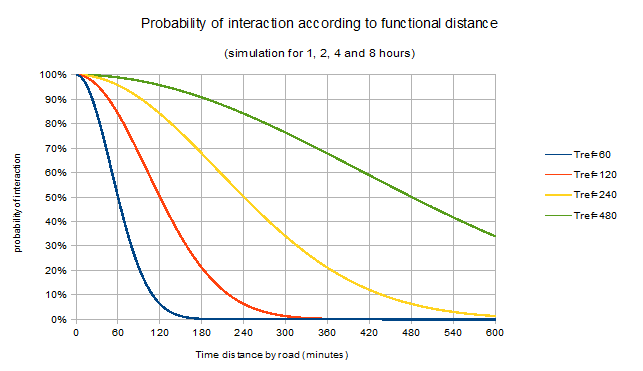 Probability of interaction according to functional distance
(simulation for 1, 2, 4 and 8 hours)
100%
90%
80%
70%
60%
50%
40%
30%
20%
10%
0%
probability of interaction
0 60 120 180 240 300 360 420 480 540 600
Time distance by road (minutes)
Tref=60
Tref=120
Tref=240
Tref=480